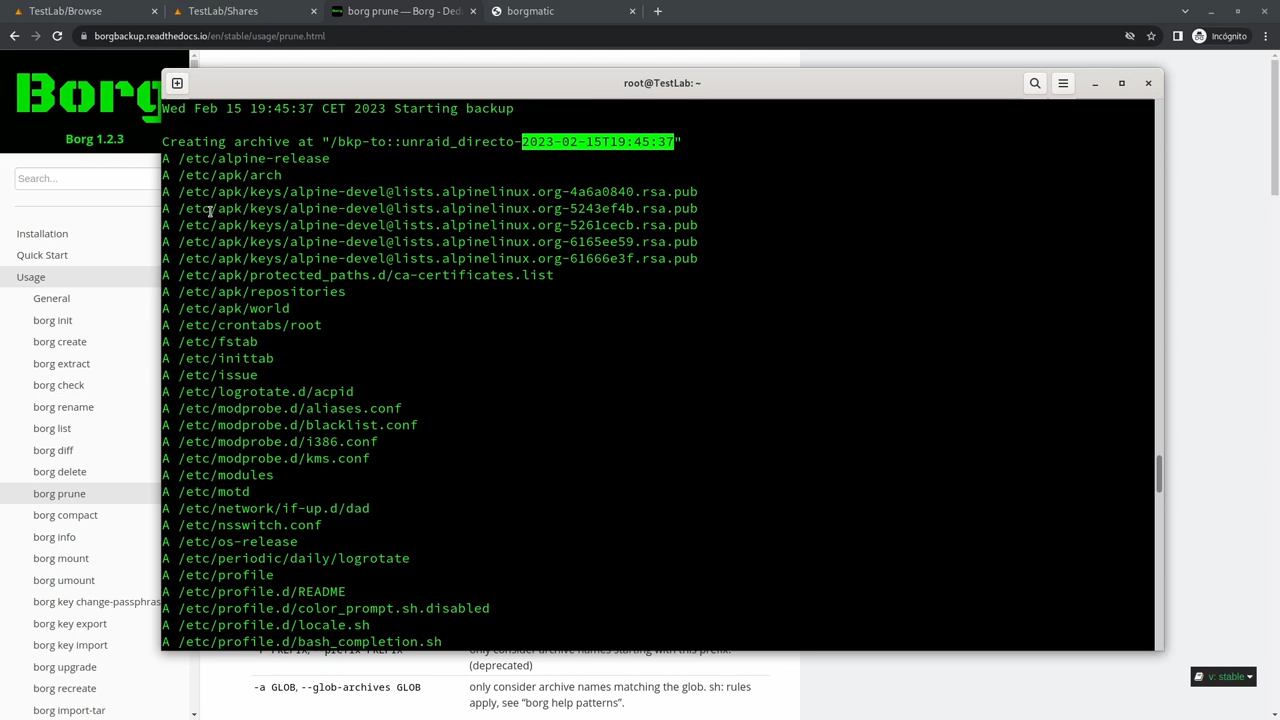 TestLab/Browse
TestLab/Shares
borg prune — Borg - Ded
borgmatic
borgbackup.readthedocs.io/en/stable/usage/prune.html
Incógnito
Borg
Borg 1.2.3
Search...
Installation
Quick Start
Usage
General
borg init
borg create
borg extract
borg check
borg rename
borg list
borg diff
borg delete
borg prune
borg compact
borg info
borg mount
borg umount
borg key change-passphras
borg key export
borg key import
borg upgrade
borg recreate
borg import-tar
root@TestLab: ~
Wed Feb 15 19:45:37 CET 2023 Starting backup
Creating archive at "/bkp-to::unraid_directo-2023-02-15T19:45:37"
A /etc/alpine-release
A /etc/apk/arch
A /etc/apk/keys/alpine-devel@lists.alpinelinux.org-4a6a0840.rsa.pub
A /etc/apk/keys/alpine-devel@lists.alpinelinux.org-5243ef4b.rsa.pub
A /etc/apk/keys/alpine-devel@lists.alpinelinux.org-5261cecb.rsa.pub
A /etc/apk/keys/alpine-devel@lists.alpinelinux.org-6165ee59.rsa.pub
A /etc/apk/keys/alpine-devel@lists.alpinelinux.org-61666e3f.rsa.pub
A /etc/apk/protected_paths.d/ca-certificates.list
A /etc/apk/repositories
A /etc/apk/world
A /etc/crontabs/root
A /etc/fstab
A /etc/inittab
A /etc/issue
A /etc/logrotate.d/acpid
A /etc/modprobe.d/aliases.conf
A /etc/modprobe.d/blacklist.conf
A /etc/modprobe.d/i386.conf
A /etc/modprobe.d/kms.conf
A /etc/modules
A /etc/motd
A /etc/network/if-up.d/dad
A /etc/nsswitch.conf
A /etc/os-release
A /etc/periodic/daily/logrotate
A /etc/profile
A /etc/profile.d/README
A /etc/profile.d/color_prompt.sh.disabled
A /etc/profile.d/locale.sh
A /etc/profile.d/bash_completion.sh
only consider archive names starting with this prefix.
(deprecated)
-a GLOB, --glob-archives GLOB
only consider archive names matching the glob. sh: rules
apply, see “borg help patterns”.
v: stable